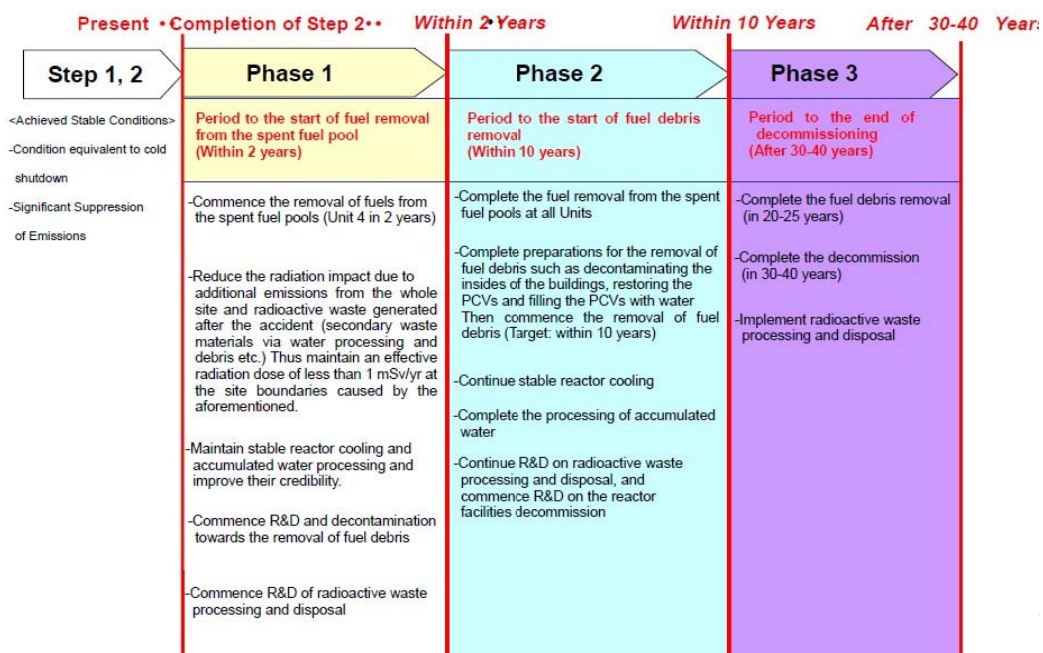 Present ••Completion of Step 2••
Within 2 Years
Within 10 Years
After 30-40 Years
Step 1, 2
Phase 1
Phase 2
Phase 3
<Achieved Stable Conditions>
-Condition equivalent to cold
shutdown
-Significant Suppression
of Emissions
Period to the start of fuel removal
from the spent fuel pool
(Within 2 years)
-Commence the removal of fuels from
the spent fuel pools (Unit 4 in 2 years)
-Reduce the radiation impact due to
additional emissions from the whole
site and radioactive waste generated
after the accident (secondary waste
materials via water processing and
debris etc.) Thus maintain an effective
radiation dose of less than 1 mSv/yr at
the site boundaries caused by the
aforementioned.
-Maintain stable reactor cooling and
accumulated water processing and
improve their credibility.
-Commence R&D and decontamination
towards the removal of fuel debris
-Commence R&D of radioactive waste
processing and disposal
Period to the start of fuel debris
removal
(Within 10 years)
-Complete the fuel removal from the spent
fuel pools at all Units
-Complete preparations for the removal of
fuel debris such as decontaminating the
insides of the buildings, restoring the
PCVs and filling the PCVs with water
Then commence the removal of fuel
debris (Target: within 10 years)
-Continue stable reactor cooling
-Complete the processing of accumulated
water
-Continue R&D on radioactive waste
processing and disposal, and
commence R&D on the reactor
facilities decommission
Period to the end of
decommissioning
(After 30-40 years)
-Complete the fuel debris removal
(in 20-25 years)
-Complete the decommission
(in 30-40 years)
-Implement radioactive waste
processing and disposal